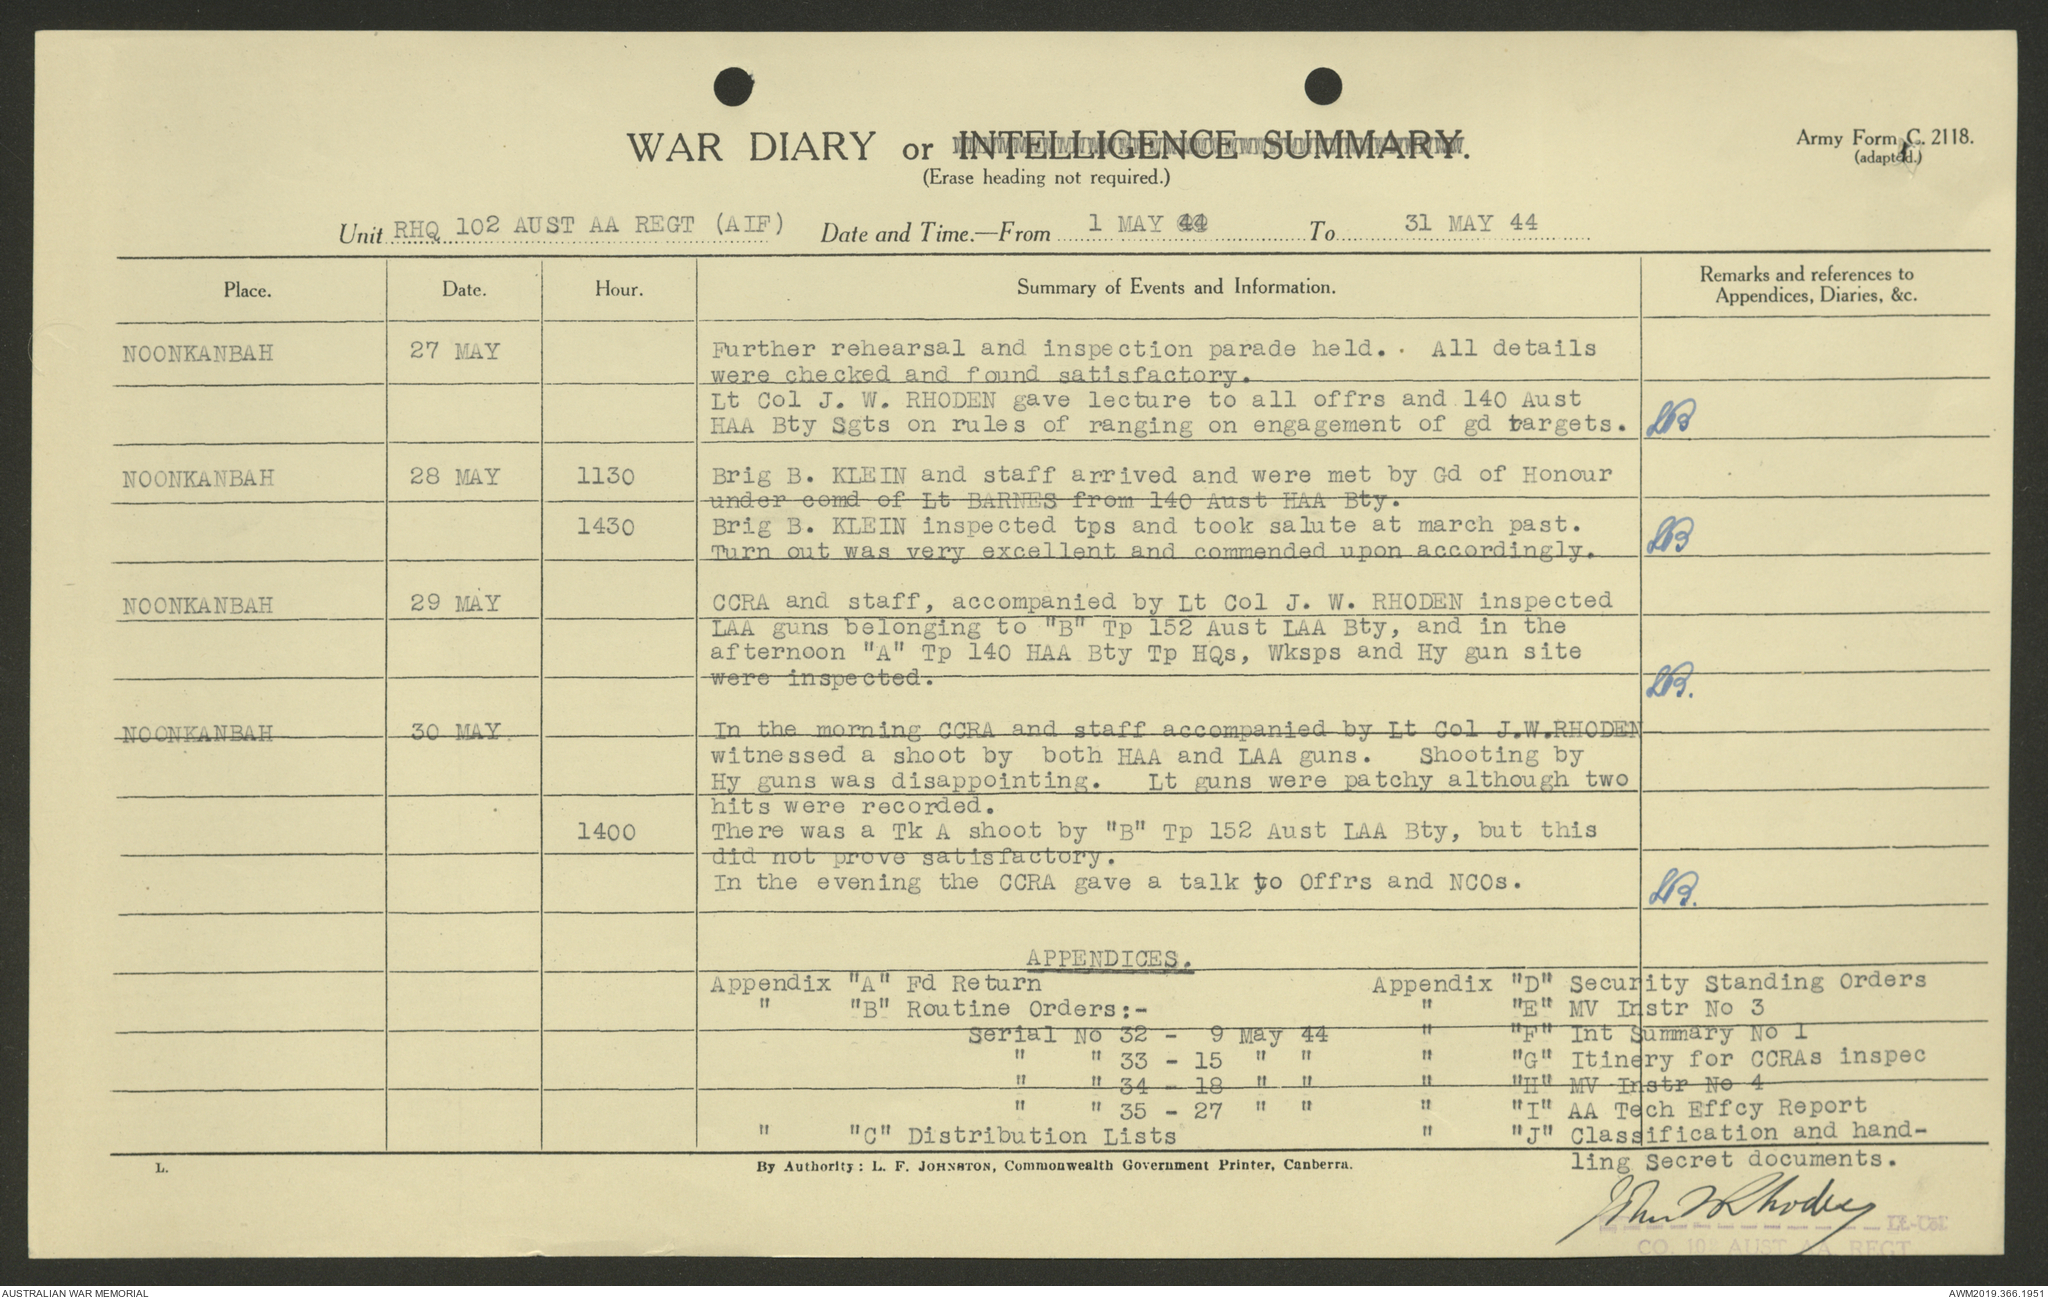 WAR DIARY or INTELLIGENCE SUMMARY.
(Erase heading not required.)
Army Form C. 2118.
(adapted.)
Unit RHQ 102 AUST AA REGT (AIF) Date and Time.—From 1 MAY 44 To 31 MAY 44
Place. Date. Hour. Summary of Events and Information. Remarks and references to Appendices, Diaries, &c.
NOONKANBAH 27 MAY Further rehearsal and inspection parade held. . All details
were checked and found satisfactory.
Lt Col J. W. RHODEN gave lecture to all offrs and 140 Aust
HAA Bty Sgts on rules of ranging on engagement of gd targets.
NOONKANBAH 28 MAY 1130 Brig B. KLEIN and staff arrived and were met by Gd of Honour
under comd of Lt BARNES from 140 Aust HAA Bty.
1430 Brig B. KLEIN inspected tps and took salute at march past.
Turn out was very excellent and commended upon accordingly.
NOONKANBAH 29 MAY CCRA and staff, accompanied by Lt Col J. W. RHODEN inspected
LAA guns belonging to "B" Tp 152 Aust LAA Bty, and in the
afternoon "A" Tp 140 HAA Bty Tp HQs, Wksps and Hy gun site
were inspected.
NOONKANBAH 30 MAY In the morning CCRA and staff accompanied by Lt Col J.W.RHODEN
witnessed a shoot by both HAA and LAA guns. Shooting by
Hy guns was disappointing. Lt guns were patchy although two
hits were recorded.
1400 There was a Tk A shoot by "B" Tp 152 Aust LAA Bty, but this
did not prove satisfactory.
In the evening the CCRA gave a talk to Offrs and NCOs.
APPENDICES.
Appendix "A" Fd Return Appendix "D" Security Standing Orders
" "B" Routine Orders:- " "E" MV Instr No 3
Serial No 32 - 9 May 44 " "F" Int Summary No 1
" " 33 - 15 " " " "G" Itinery for CCRAs inspec
" " 34 - 18 " " " "H" MV Instr No 4
" " 35 - 27 " " " "I" AA Tech Effcy Report
" "C" Distribution Lists " "J" Classification and hand-
ling Secret documents.
L. By Authority: L. F. JOHNSTON, Commonwealth Government Printer, Canberra.
John W Rhoden
LT-COL
CO. 102 AUST AA REGT
AUSTRALIAN WAR MEMORIAL AWM2019.366.1951